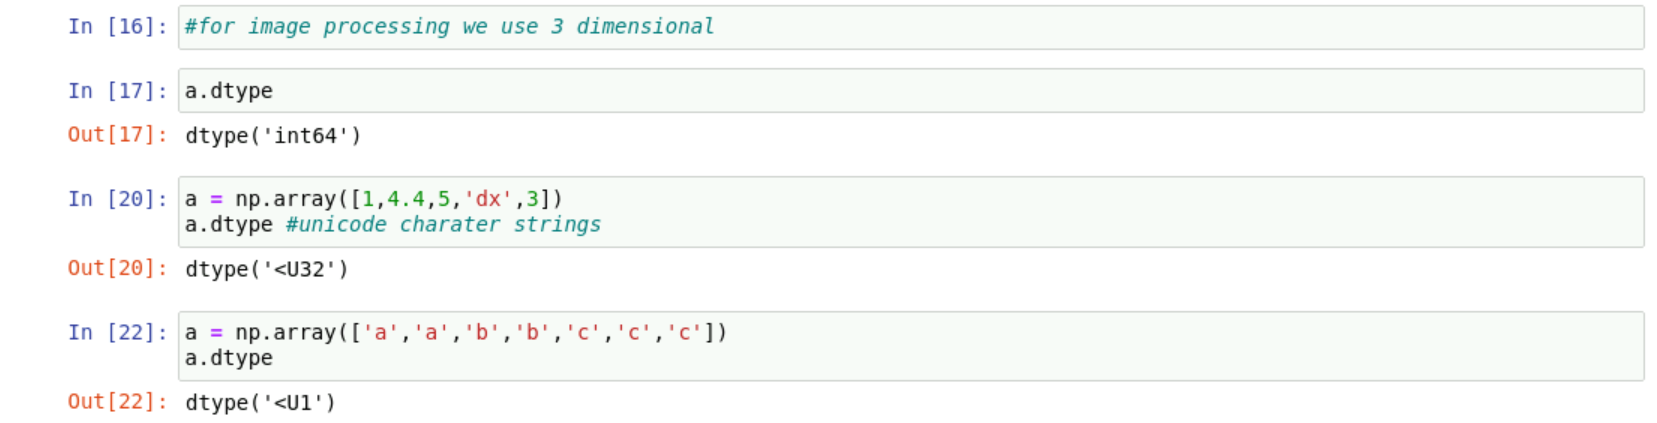 In [16]: #for image processing we use 3 dimensional
In [17]: a.dtype
Out[17]: dtype('int64')
In [20]: a = np.array([1,4.4,5,'dx',3])
a.dtype #unicode charater strings
Out[20]: dtype('<U32')
In [22]: a = np.array(['a','a','b','b','c','c','c'])
a.dtype
Out[22]: dtype('<U1')